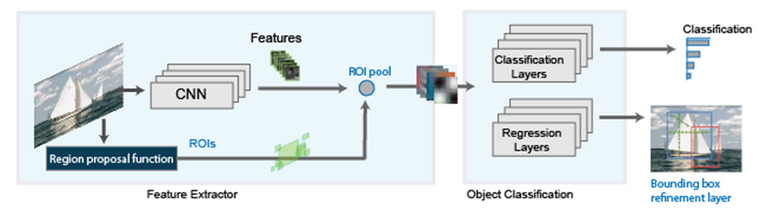 Features
Classification
ROI pool
CNN
Classification
Layers
ROIs
Region proposal function
Regression
Layers
Feature Extractor
Object Classification
Bounding box
refinement layer